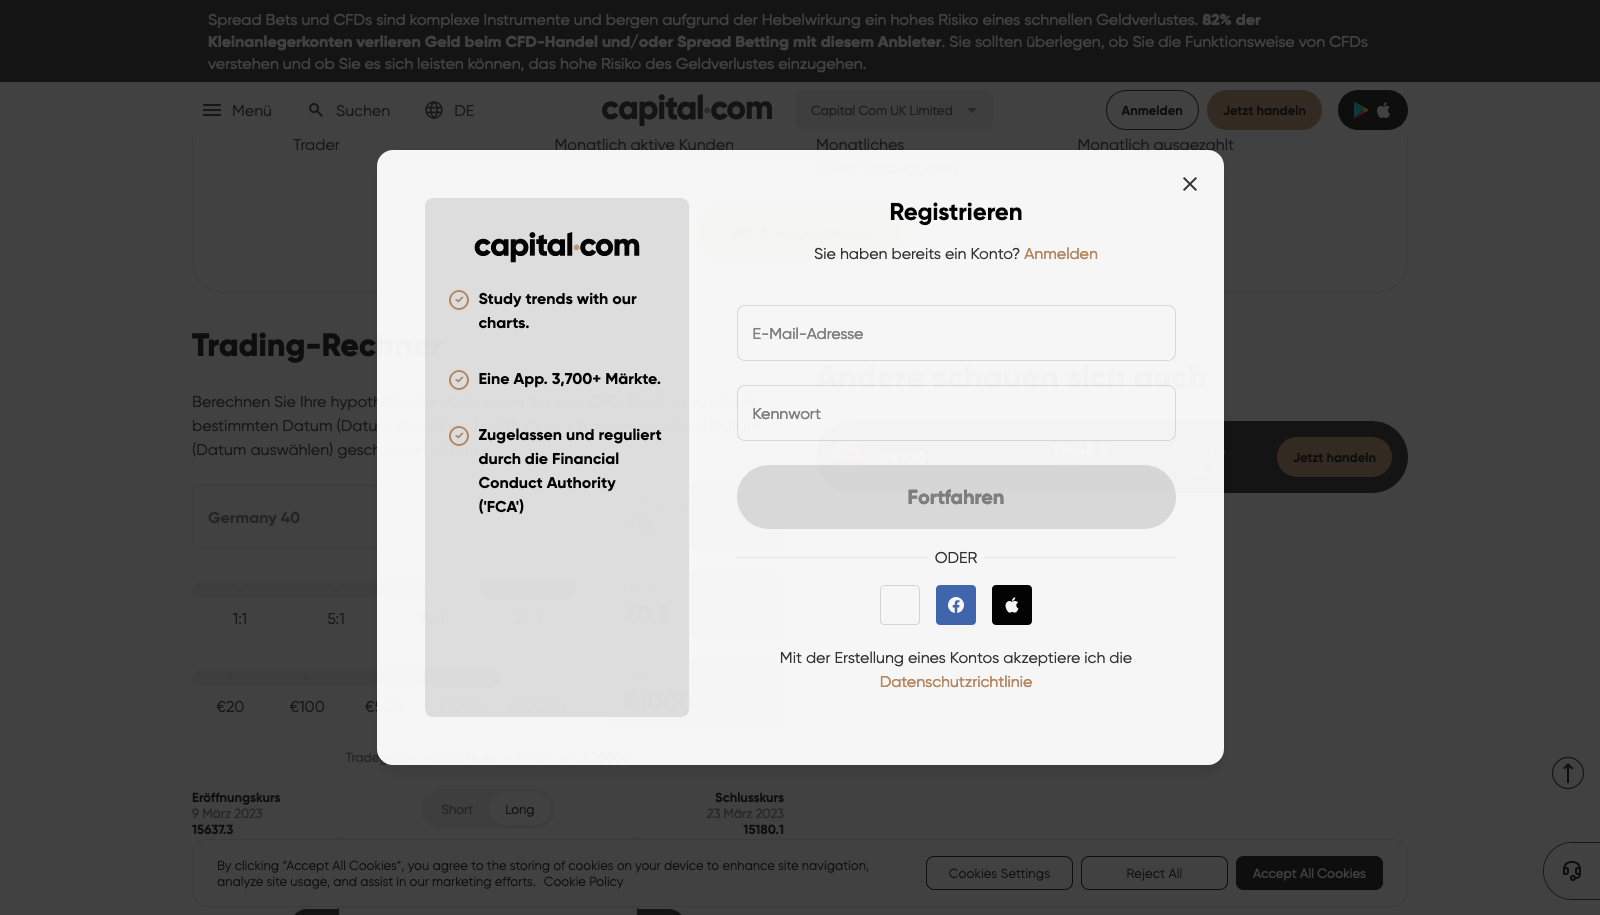 Spread Bets und CFDs sind komplexe Instrumente und bergen aufgrund der Hebelwirkung ein hohes Risiko eines schnellen Geldverlustes. 82% der
Kleinanlegerkonten verlieren Geld beim CFD-Handel und/oder Spread Betting mit diesem Anbieter. Sie sollten überlegen, ob Sie die Funktionsweise von CFDs
verstehen und ob Sie es sich leisten können, das hohe Risiko des Geldverlustes einzugehen.
Menü Suchen DE capital.com Capital Com UK Limited Anmelden Jetzt handeln
Trader Monatlich aktive Kunden Monatliches Monatlich ausgezahlt
Registrieren
Sie haben bereits ein Konto? Anmelden
capital.com
Study trends with our
charts.
Eine App. 3,700+ Märkte.
Zugelassen und reguliert
durch die Financial
Conduct Authority
('FCA')
E-Mail-Adresse
Kennwort
Fortfahren
ODER
Mit der Erstellung eines Kontos akzeptiere ich die
Datenschutzrichtlinie
Trading-Rechner
Andere schauen sich auch
Berechnen Sie Ihre
bestimmten Datum
(Datum auswählen)
Jetzt handeln
Germany 40
1:1 5:1
€20 €100
€1000
Eröffnungskurs
9 März 2023
15637.3
Short Long
Schlusskurs
23 März 2023
15180.1
By clicking “Accept All Cookies”, you agree to the storing of cookies on your device to enhance site navigation,
analyze site usage, and assist in our marketing efforts. Cookie Policy
Cookies Settings Reject All Accept All Cookies